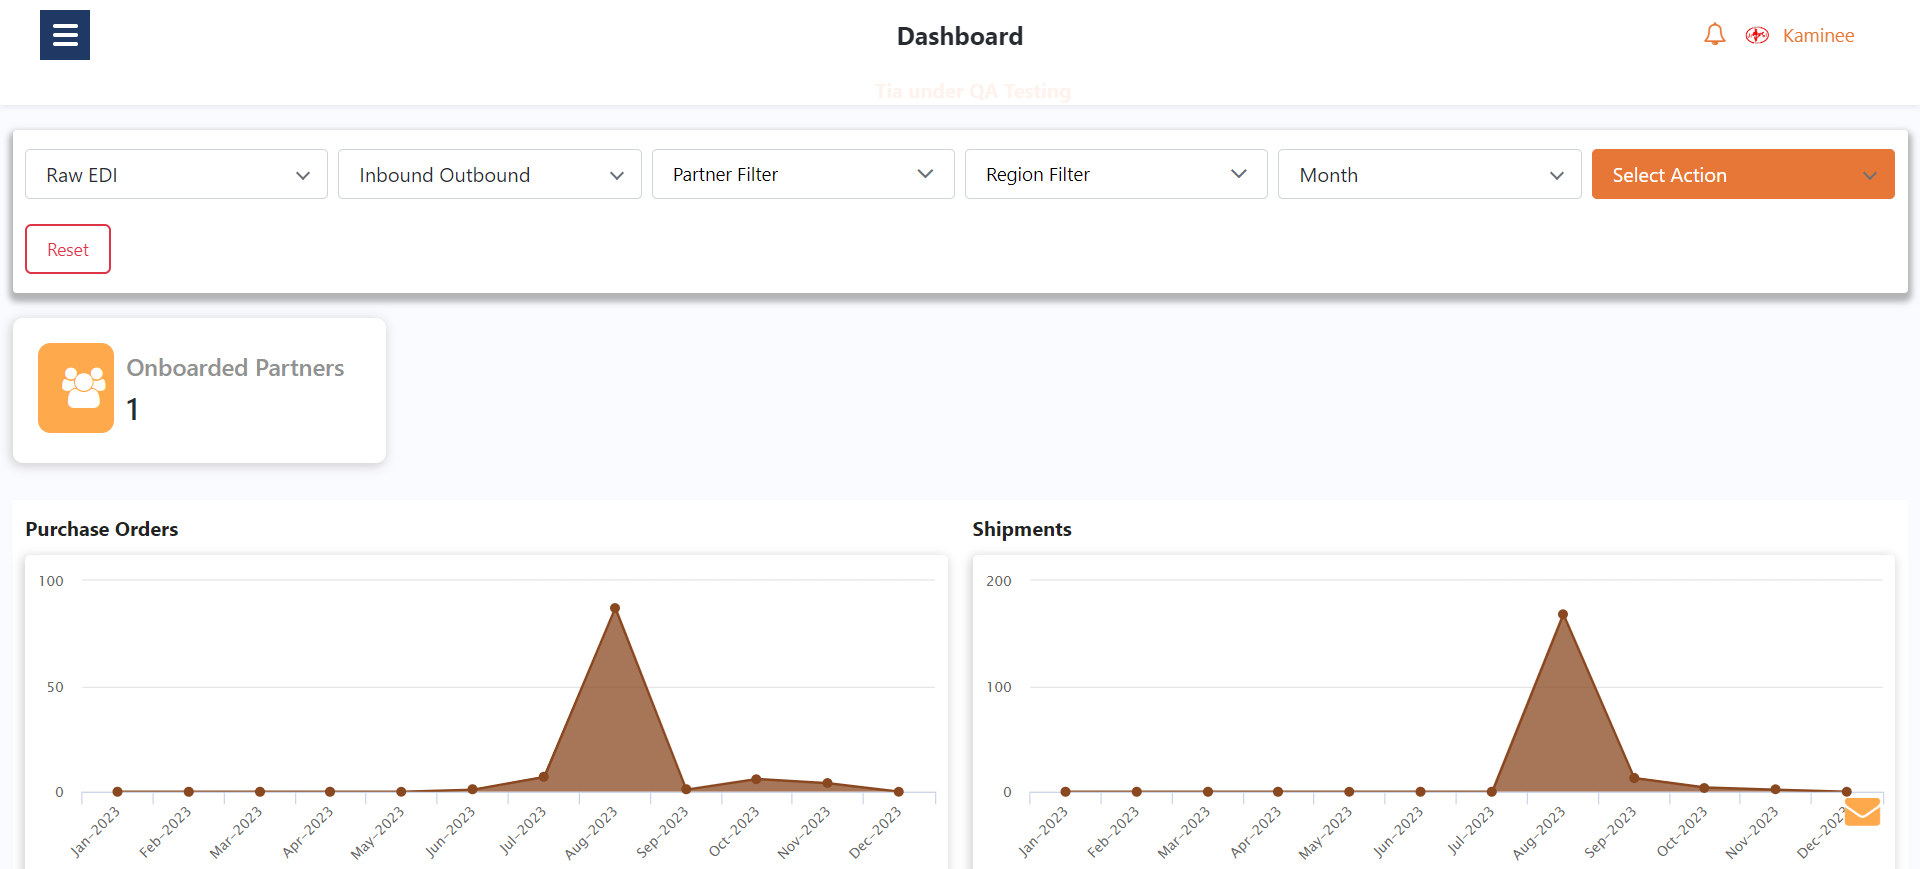 Dashboard
Kaminee
Tia under QA Testing
Raw EDI
Inbound Outbound
Partner Filter
Region Filter
Month
Select Action
Reset
Onboarded Partners
1
Purchase Orders
100
50
0
Jan-2023
Feb-2023
Mar-2023
Apr-2023
May-2023
Jun-2023
Jul-2023
Aug-2023
Sep-2023
Oct-2023
Nov-2023
Dec-2023
Shipments
200
100
0
Jan-2023
Feb-2023
Mar-2023
Apr-2023
May-2023
Jun-2023
Jul-2023
Aug-2023
Sep-2023
Oct-2023
Nov-2023
Dec-2023